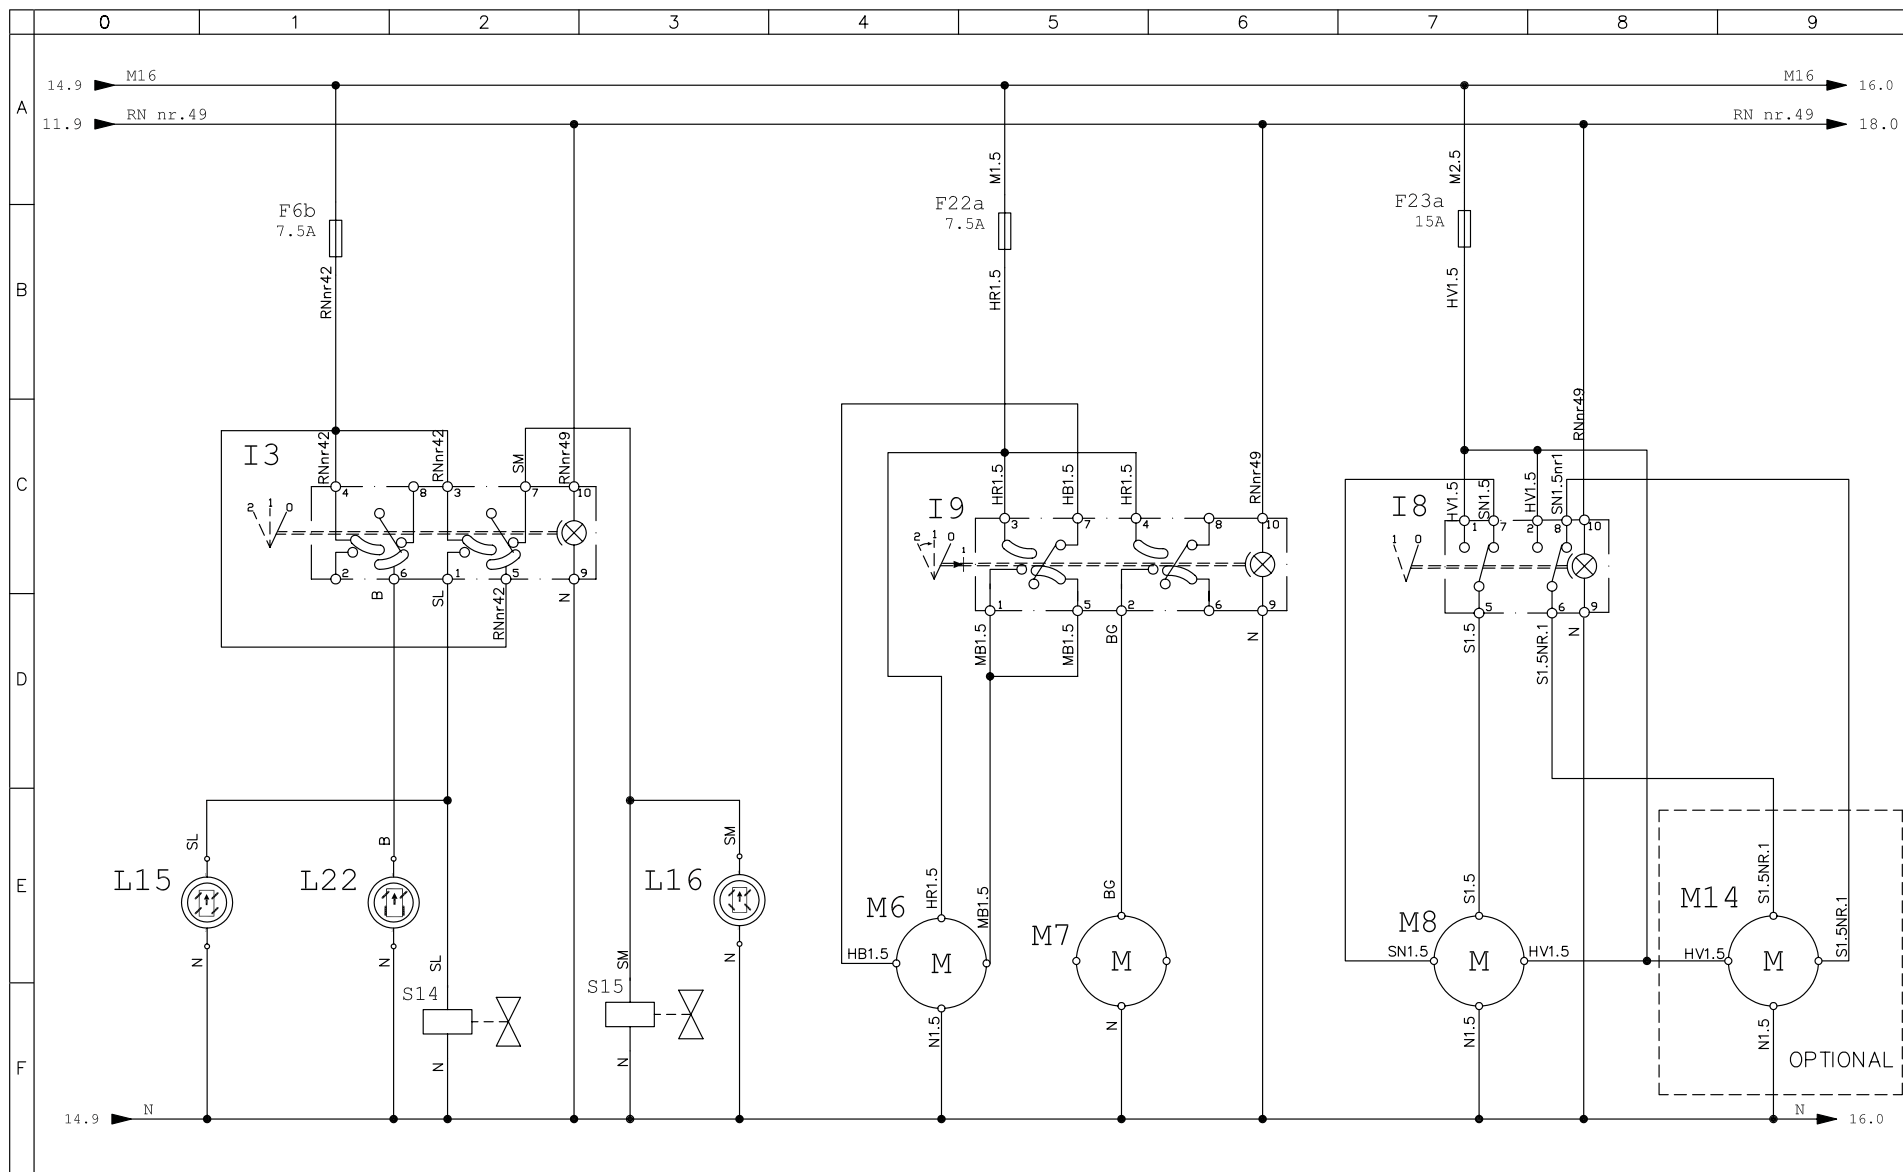 0 1 2 3 4 5 6 7 8 9
A
B
C
D
E
F
14.9 M16 M16 16.0
11.9 RN nr.49 RN nr.49 18.0
M1.5
M2.5
F6b
7.5A
F22a
7.5A
F23a
15A
RNnr42
HR1.5
HV1.5
I3
RNnr42
RNnr42
SM
RNnr49
4 8 3 7 10
2 1 0
2 6 1 5 9
B
SL
RNnr42
N
I9
HR1.5
HB1.5
HR1.5
RNnr49
3 7 4 8 10
2 1 0
1
1 5 2 6 9
MB1.5
MB1.5
BG
N
I8
HV1.5
SN1.5
HV1.5
SN1.5nr1
RNnr49
1 7 2 8 10
1 0
5 6 9
S1.5
S1.5NR.1
N
SL
B
SM
L15
L22
L16
N
N
N
SL
SM
S14
S15
N
N
HR1.5
MB1.5
M6
HB1.5
M
N1.5
BG
M7
M
N
S1.5
M8
SN1.5
M
HV1.5
N1.5
S1.5NR.1
S1.5NR.1
M14
HV1.5
M
N1.5
OPTIONAL
14.9 N N 16.0